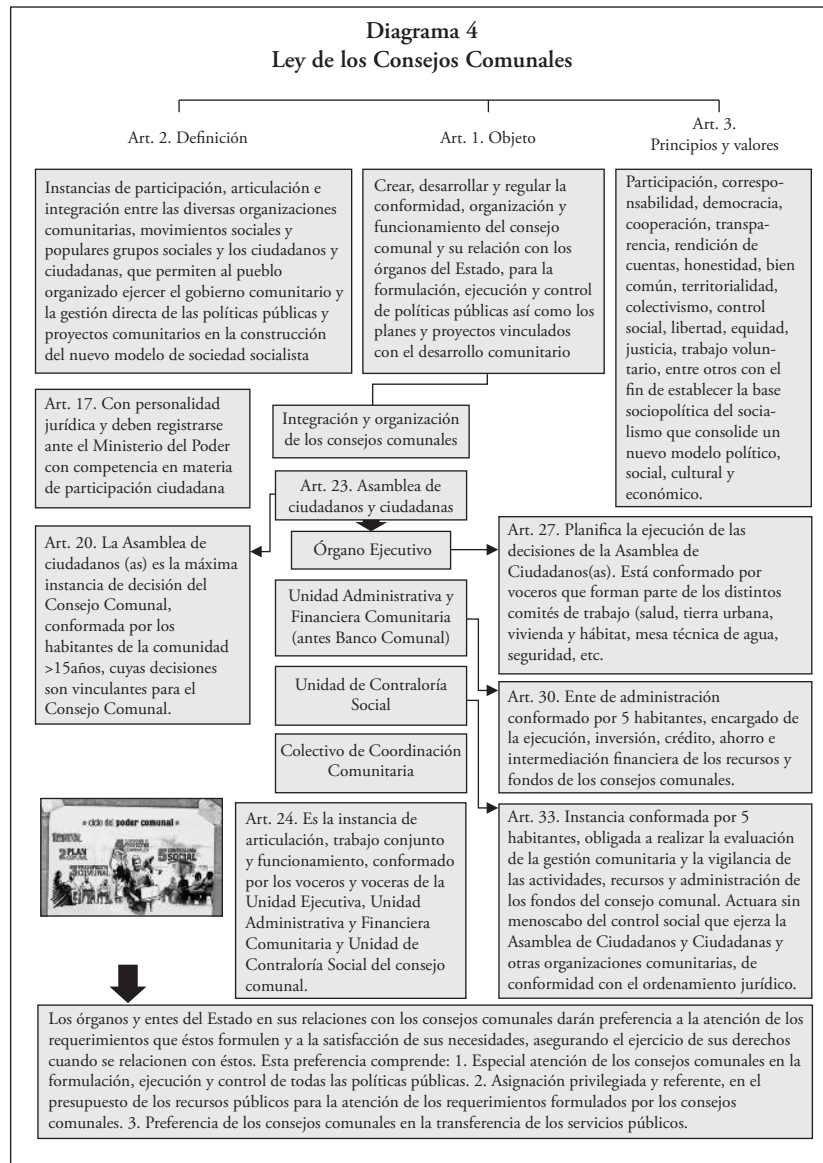 Diagrama 4
Ley de los Consejos Comunales
Art. 2. Definición
Instancias de participación, articulación e
integración entre las diversas organizaciones
comunitarias, movimientos sociales y
populares grupos sociales y los ciudadanos y
ciudadanas, que permiten al pueblo
organizado ejercer el gobierno comunitario y
la gestión directa de las políticas públicas y
proyectos comunitarios en la construcción
del nuevo modelo de sociedad socialista
Art. 1. Objeto
Crear, desarrollar y regular la
conformidad, organización y
funcionamiento del consejo
comunal y su relación con los
órganos del Estado, para la
formulación, ejecución y control
de políticas públicas así como los
planes y proyectos vinculados
con el desarrollo comunitario
Art. 3.
Principios y valores
Participación, correspon-
sabilidad, democracia,
cooperación, transpa-
rencia, rendición de
cuentas, honestidad, bien
común, territorialidad,
colectivismo, control
social, libertad, equidad,
justicia, trabajo volun-
tario, entre otros con el
fin de establecer la base
sociopolítica del socia-
lismo que consolide un
nuevo modelo político,
social, cultural y
económico.
Art. 17. Con personalidad
jurídica y deben registrarse
ante el Ministerio del Poder
con competencia en materia
de participación ciudadana
Integración y organización
de los consejos comunales
Art. 23. Asamblea de
ciudadanos y ciudadanas
Art. 20. La Asamblea de
ciudadanos (as) es la máxima
instancia de decisión del
Consejo Comunal,
conformada por los
habitantes de la comunidad
>15años, cuyas decisiones
son vinculantes para el
Consejo Comunal.
Órgano Ejecutivo
Art. 27. Planifica la ejecución de las
decisiones de la Asamblea de
Ciudadanos(as). Está conformado por
voceros que forman parte de los distintos
comités de trabajo (salud, tierra urbana,
vivienda y hábitat, mesa técnica de agua,
seguridad, etc.
Unidad Administrativa y
Financiera Comunitaria
(antes Banco Comunal)
Art. 30. Ente de administración
conformado por 5 habitantes, encargado de la
ejecución, inversión, crédito, ahorro e
intermediación financiera de los recursos y
fondos de los consejos comunales.
Unidad de Contraloría
Social
Art. 33. Instancia conformada por 5
habitantes, obligada a realizar la evaluación
de la gestión comunitaria y la vigilancia de
las actividades, recursos y administración de
los fondos del consejo comunal. Actuara sin
menoscabo del control social que ejerza la
Asamblea de Ciudadanos y Ciudadanas y
otras organizaciones comunitarias, de
conformidad con el ordenamiento jurídico.
Colectivo de Coordinación
Comunitaria
Art. 24. Es la instancia de
articulación, trabajo conjunto
y funcionamiento, conformado
por los voceros y voceras de la
Unidad Ejecutiva, Unidad
Administrativa y Financiera
Comunitaria y Unidad de
Contraloría Social del consejo
comunal.
ciclo del poder comunal
2 PLAN
SOCIAL
Los órganos y entes del Estado en sus relaciones con los consejos comunales darán preferencia a la atención de los
requerimientos que éstos formulen y a la satisfacción de sus necesidades, asegurando el ejercicio de sus derechos
cuando se relacionen con éstos. Esta preferencia comprende: 1. Especial atención de los consejos comunales en la
formulación, ejecución y control de todas las políticas públicas. 2. Asignación privilegiada y referente, en el
presupuesto de los recursos públicos para la atención de los requerimientos formulados por los consejos
comunales. 3. Preferencia de los consejos comunales en la transferencia de los servicios públicos.